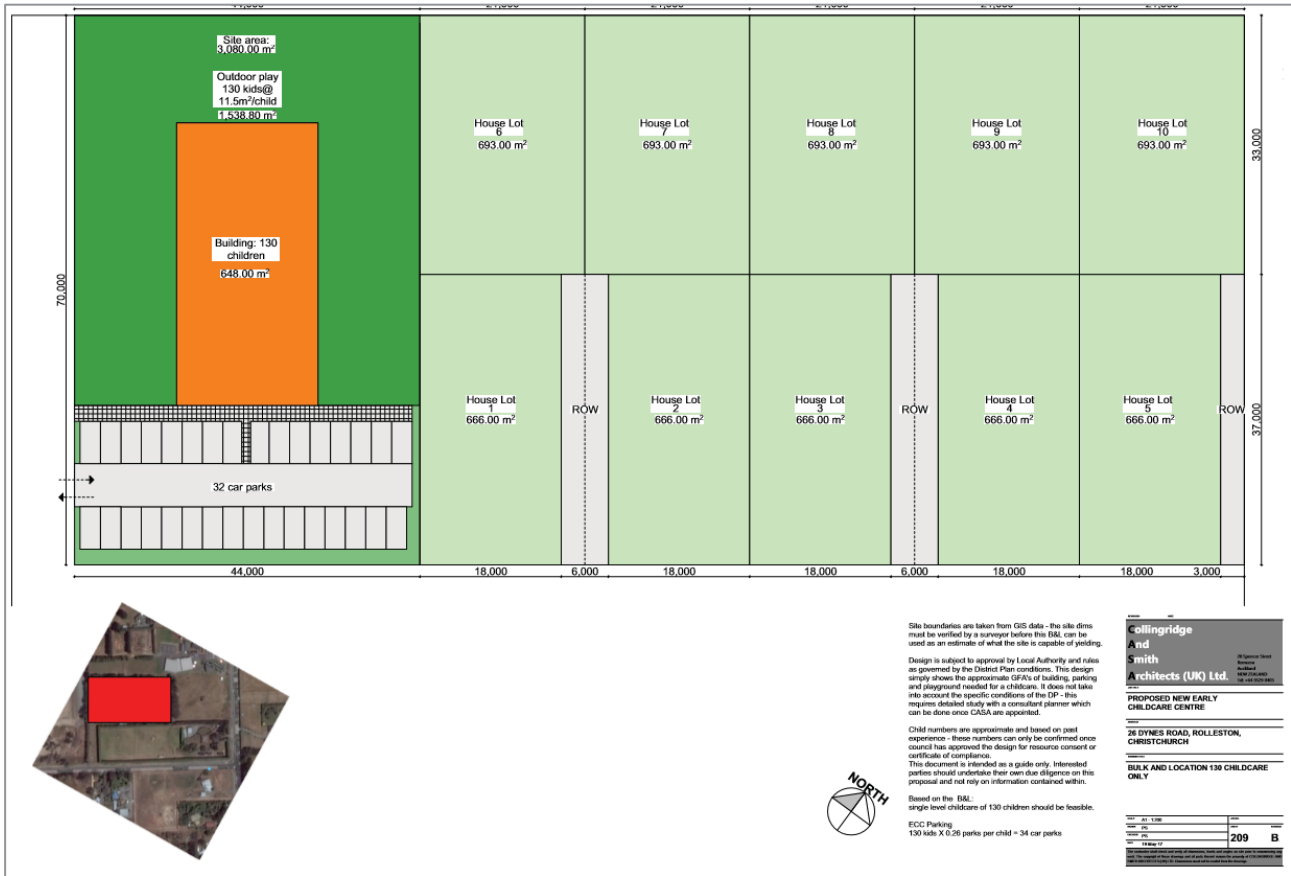 44,000 21,000 21,000 21,000 21,000 21,000
Site area:
3,080.00 m²
Outdoor play
130 kids@
11.5m²/child
1,538.80 m²
Building: 130
children
648.00 m²
70,000
House Lot
6
693.00 m²
House Lot
7
693.00 m²
House Lot
8
693.00 m²
House Lot
9
693.00 m²
House Lot
10
693.00 m²
33,000
House Lot
1
666.00 m²
ROW
House Lot
2
666.00 m²
House Lot
3
666.00 m²
ROW
House Lot
4
666.00 m²
House Lot
5
666.00 m²
ROW
37,000
32 car parks
44,000 18,000 6,000 18,000 18,000 6,000 18,000 18,000 3,000
Site boundaries are taken from GIS data - the site dims
must be verified by a surveyor before this B&L can be
used as an estimate of what the site is capable of yielding.
Design is subject to approval by Local Authority and rules
as governed by the District Plan conditions. This design
simply shows the approximate GFA's of building, parking
and playground needed for a childcare. It does not take
into account the specific conditions of the DP - this
requires detailed study with a consultant planner which
can be done once CASA are appointed.
Child numbers are approximate and based on past
experience - these numbers can only be confirmed once
council has approved the design for resource consent or
certificate of compliance.
This document is intended as a guide only. Interested
parties should undertake their own due diligence on this
proposal and not rely on information contained within.
Based on the B&L:
single level childcare of 130 children should be feasible.
ECC Parking
130 kids X 0.26 parks per child = 34 car parks
NORTH
Collingridge
And
Smith
Architects (UK) Ltd.
PROPOSED NEW EARLY
CHILDCARE CENTRE
26 DYNES ROAD, ROLLESTON,
CHRISTCHURCH
BULK AND LOCATION 130 CHILDCARE
ONLY
209 B